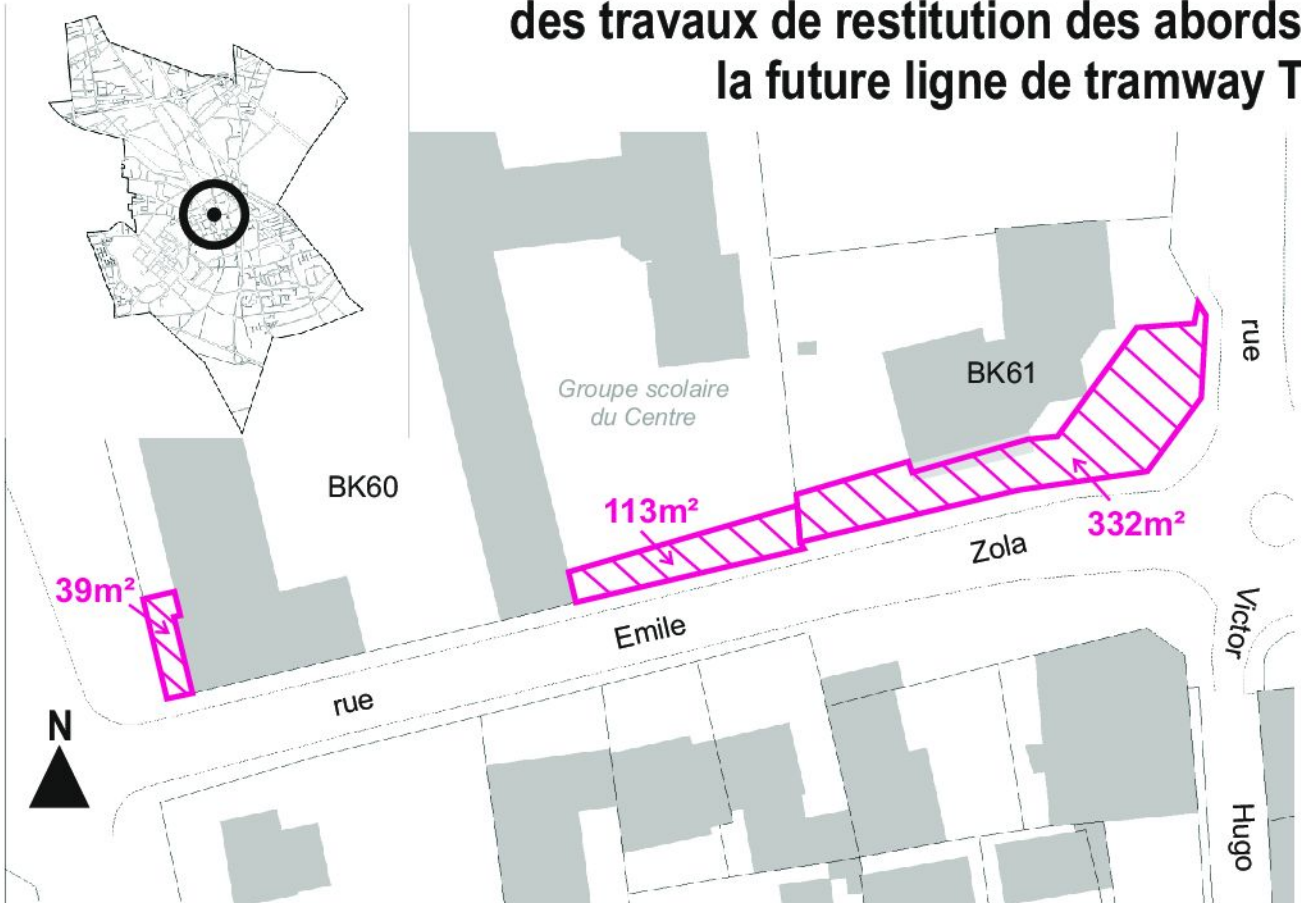 des travaux de restitution des abords
la future ligne de tramway T
rue
BK61
Groupe scolaire
du Centre
BK60
113m²
332m²
Zola
39m²
Emile
Victor
rue
N
Hugo